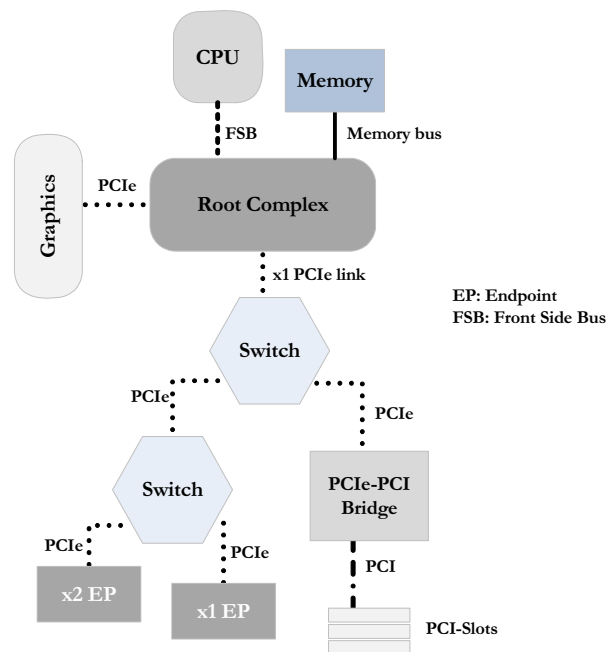 CPU
Memory
FSB
Memory bus
PCIe
Graphics
Root Complex
x1 PCIe link
EP: Endpoint
FSB: Front Side Bus
Switch
PCIe
PCIe
Switch
PCIe-PCI
Bridge
PCIe
PCIe
PCI
x2 EP
x1 EP
PCI-Slots